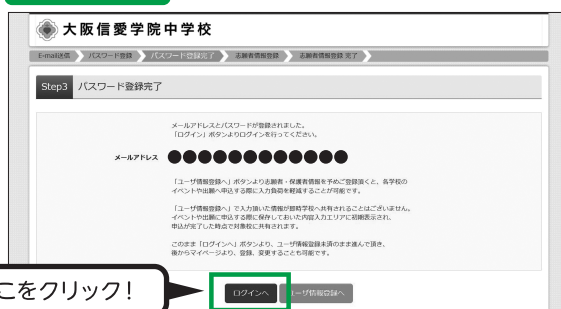 大阪信愛学院中学校
E-mail送信 パスワード登録 パスワード登録完了 志願者情報登録 志願者情報登録 完了
Step3 パスワード登録完了
メールアドレスとパスワードが登録されました。
「ログイン」ボタンよりログインを行ってください。
メールアドレス ●●●●●●●●●●●●●
「ユーザ情報登録へ」ボタンより志願者・保護者情報を予めご登録頂くと、各学校の
イベントや出願へ申込する際に入力負荷を軽減することが可能です。
「ユーザ情報登録へ」で入力頂いた情報が即時学校へ共有されることはございません。
イベントや出願に申込する際に保存しておいた内容入力エリアに初期表示され、
申込が完了した時点で対象校に共有されます。
このまま「ログインへ」ボタンより、ユーザ情報登録未済のまま進んで頂き、
後からマイページより、登録、変更することも可能です。
こをクリック！
ログインへ ユーザ情報登録へ